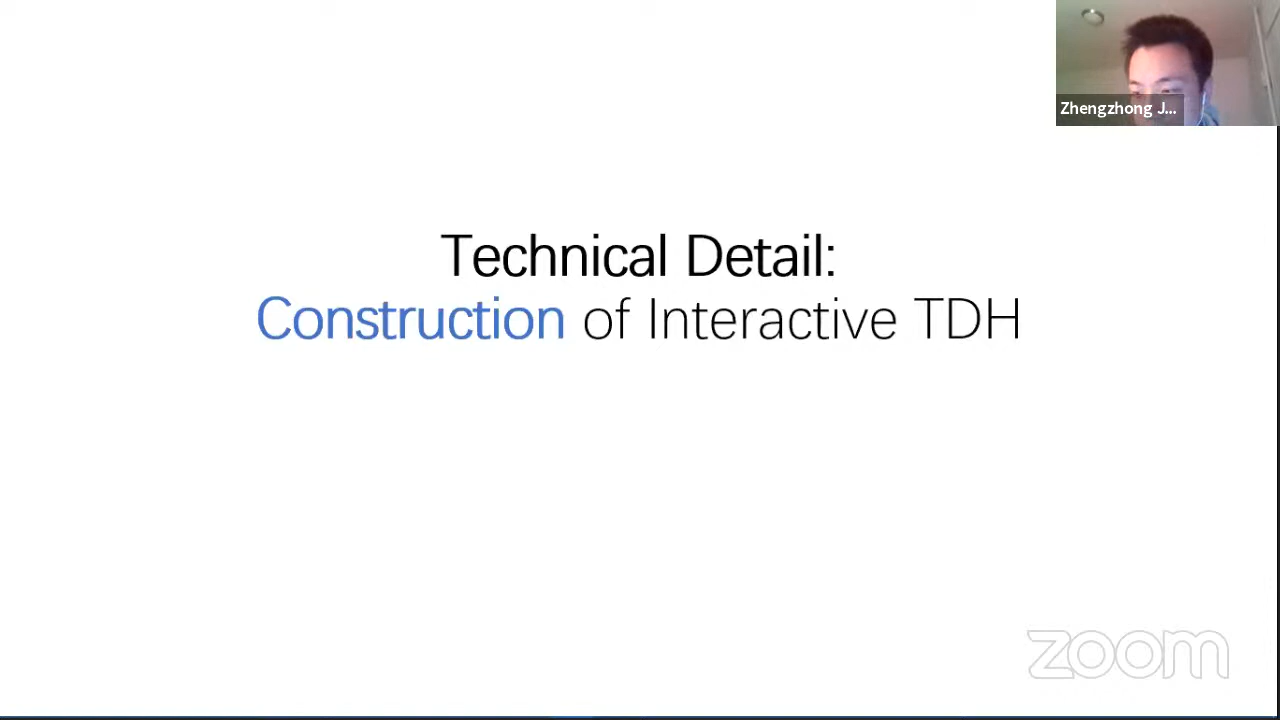 Zhengzhong J...
Technical Detail:
Construction of Interactive TDH
zoom